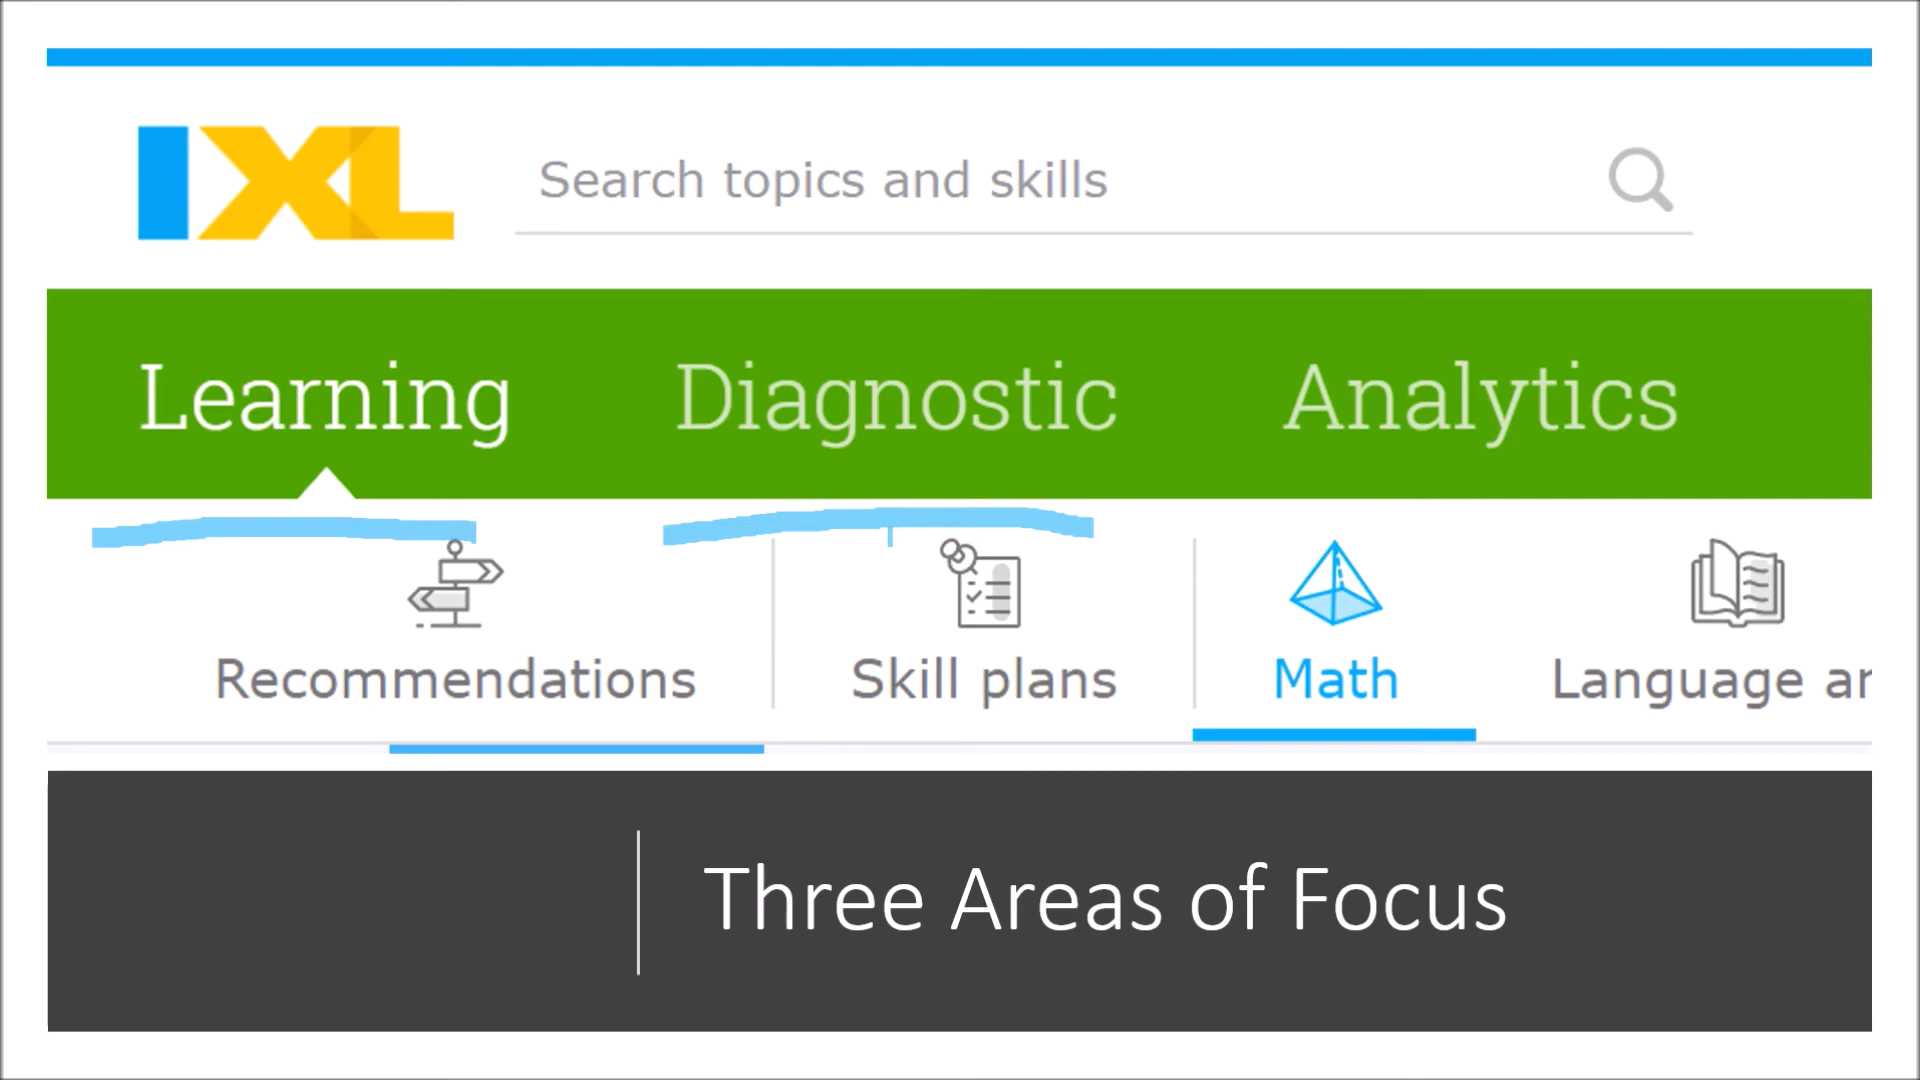 IXL Search topics and skills
Learning Diagnostic Analytics
Recommendations Skill plans Math Language ar
Three Areas of Focus